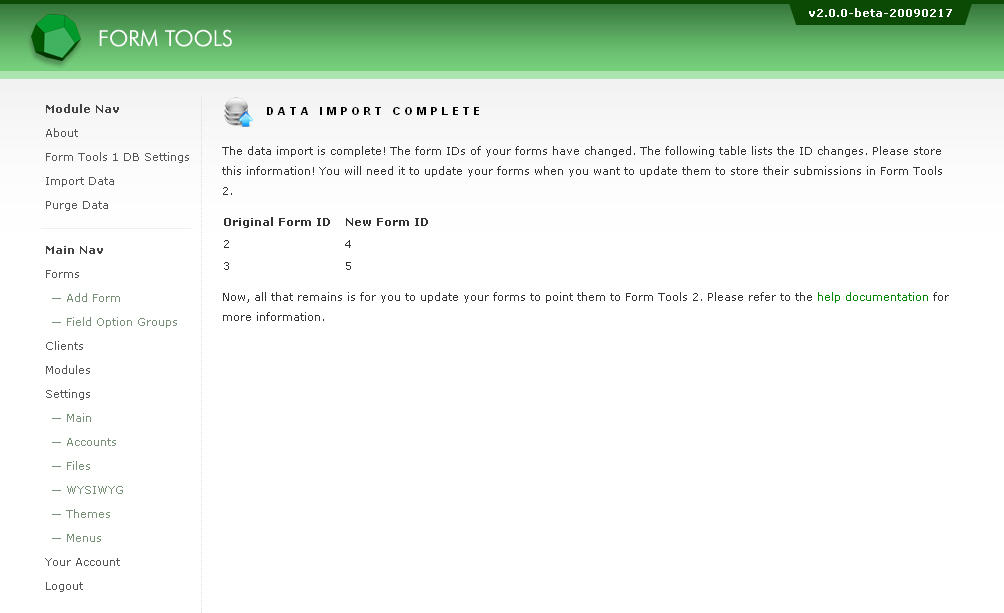 v2.0.0-beta-20090217
FORM TOOLS
Module Nav
About
Form Tools 1 DB Settings
Import Data
Purge Data
Main Nav
Forms
— Add Form
— Field Option Groups
Clients
Modules
Settings
— Main
— Accounts
— Files
— WYSIWYG
— Themes
— Menus
Your Account
Logout
DATA IMPORT COMPLETE
The data import is complete! The form IDs of your forms have changed. The following table lists the ID changes. Please store
this information! You will need it to update your forms when you want to update them to store their submissions in Form Tools
2.
Original Form ID New Form ID
2 4
3 5
Now, all that remains is for you to update your forms to point them to Form Tools 2. Please refer to the help documentation for
more information.